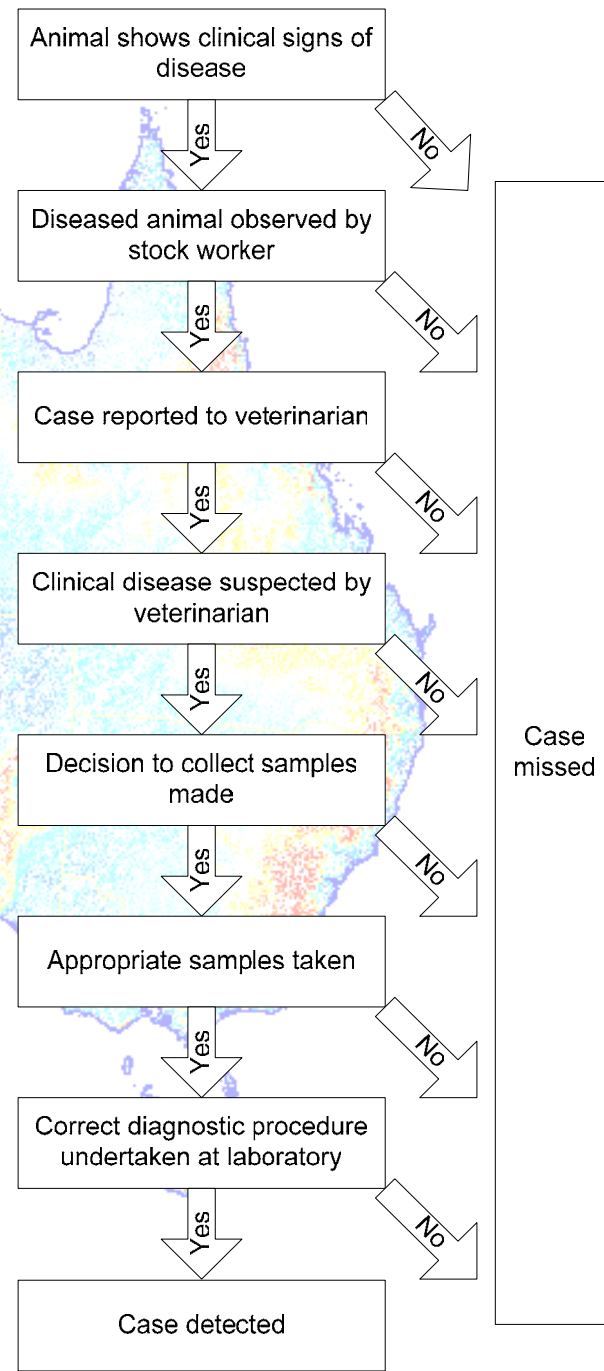 Animal shows clinical signs of
disease
Yes
No
Diseased animal observed by
stock worker
Yes
No
Case reported to veterinarian
Yes
No
Clinical disease suspected by
veterinarian
Yes
No
Decision to collect samples
made
Yes
No
Appropriate samples taken
Yes
No
Correct diagnostic procedure
undertaken at laboratory
Yes
No
Case detected
Case
missed